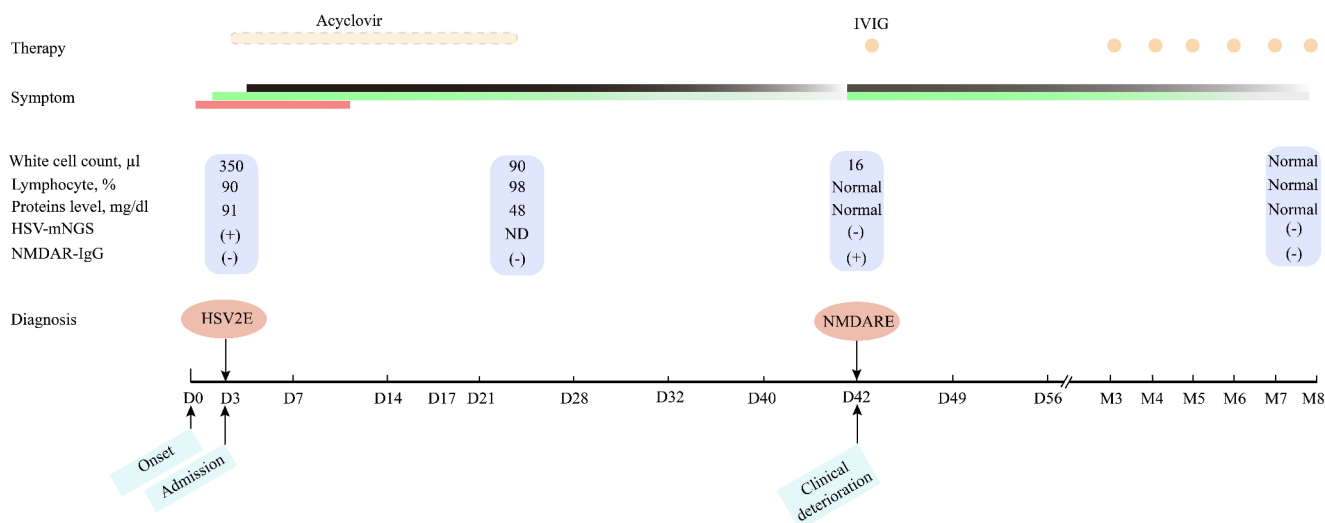 Acyclovir
IVIG
Therapy
Symptom
White cell count, µl 350 90 16 Normal
Lymphocyte, % 90 98 Normal Normal
Proteins level, mg/dl 91 48 Normal Normal
HSV-mNGS (+) ND (-) (-)
NMDAR-IgG (-) (-) (+) (-)
Diagnosis HSV2E NMDARE
D0 D3 D7 D14 D17 D21 D28 D32 D40 D42 D49 D56 M3 M4 M5 M6 M7 M8
Onset
Admission
Clinical
deterioration